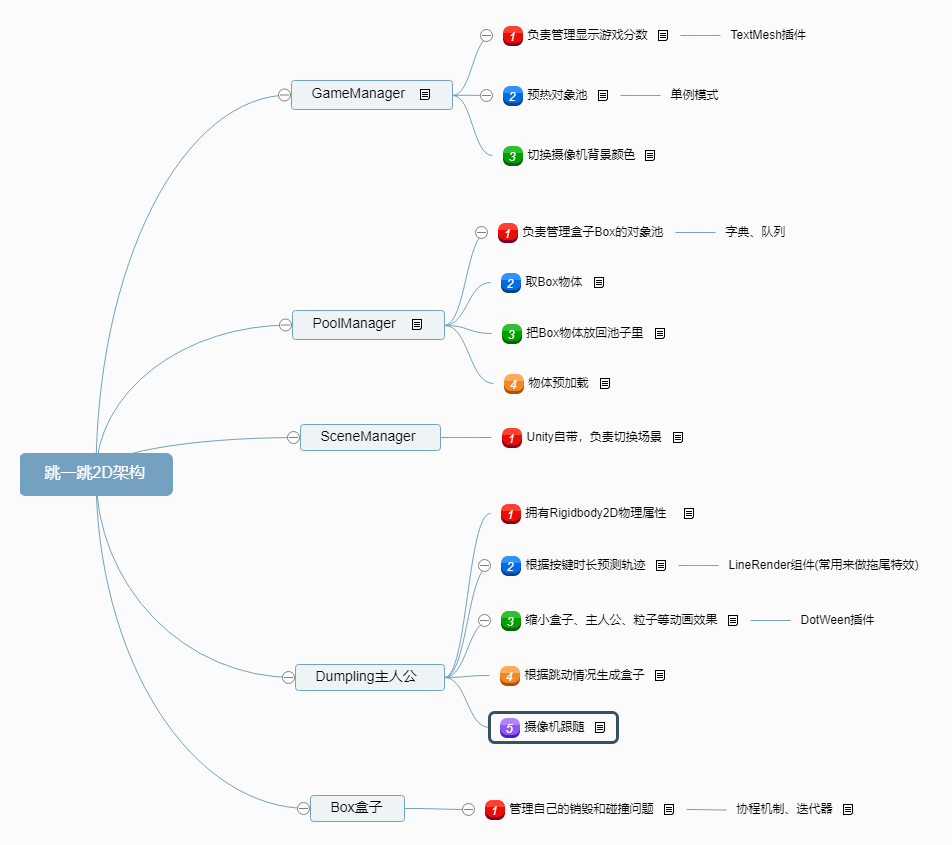 跳一跳2D架构
GameManager
1 负责管理显示游戏分数
TextMesh插件
2 预热对象池
单例模式
3 切换摄像机背景颜色
PoolManager
1 负责管理盒子Box的对象池
字典、队列
2 取Box物体
3 把Box物体放回池子里
4 物体预加载
SceneManager
1 Unity自带，负责切换场景
Dumpling主人公
1 拥有Rigidbody2D物理属性
2 根据按键时长预测轨迹
LineRender组件(常用来做拖尾特效)
3 缩小盒子、主人公、粒子等动画效果
DotWeen插件
4 根据跳动情况生成盒子
5 摄像机跟随
Box盒子
1 管理自己的销毁和碰撞问题
协程机制、迭代器